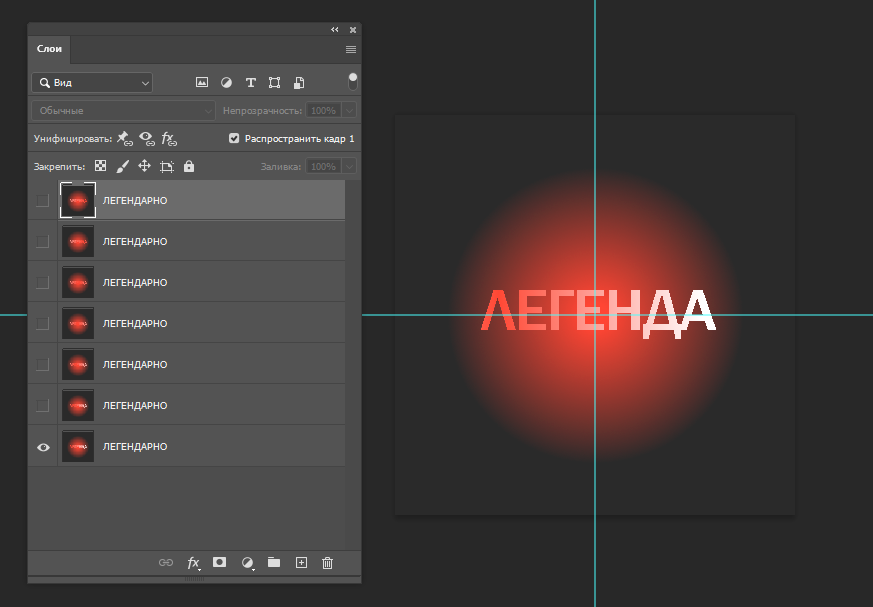 Слои
Вид
Обычные Непрозрачность: 100%
Унифицировать: Распространить кадр 1
Закрепить: Заливка: 100%
ЛЕГЕНДАРНО
ЛЕГЕНДАРНО
ЛЕГЕНДАРНО
ЛЕГЕНДАРНО
ЛЕГЕНДАРНО
ЛЕГЕНДАРНО
ЛЕГЕНДАРНО
fx
ЛЕГЕНДА